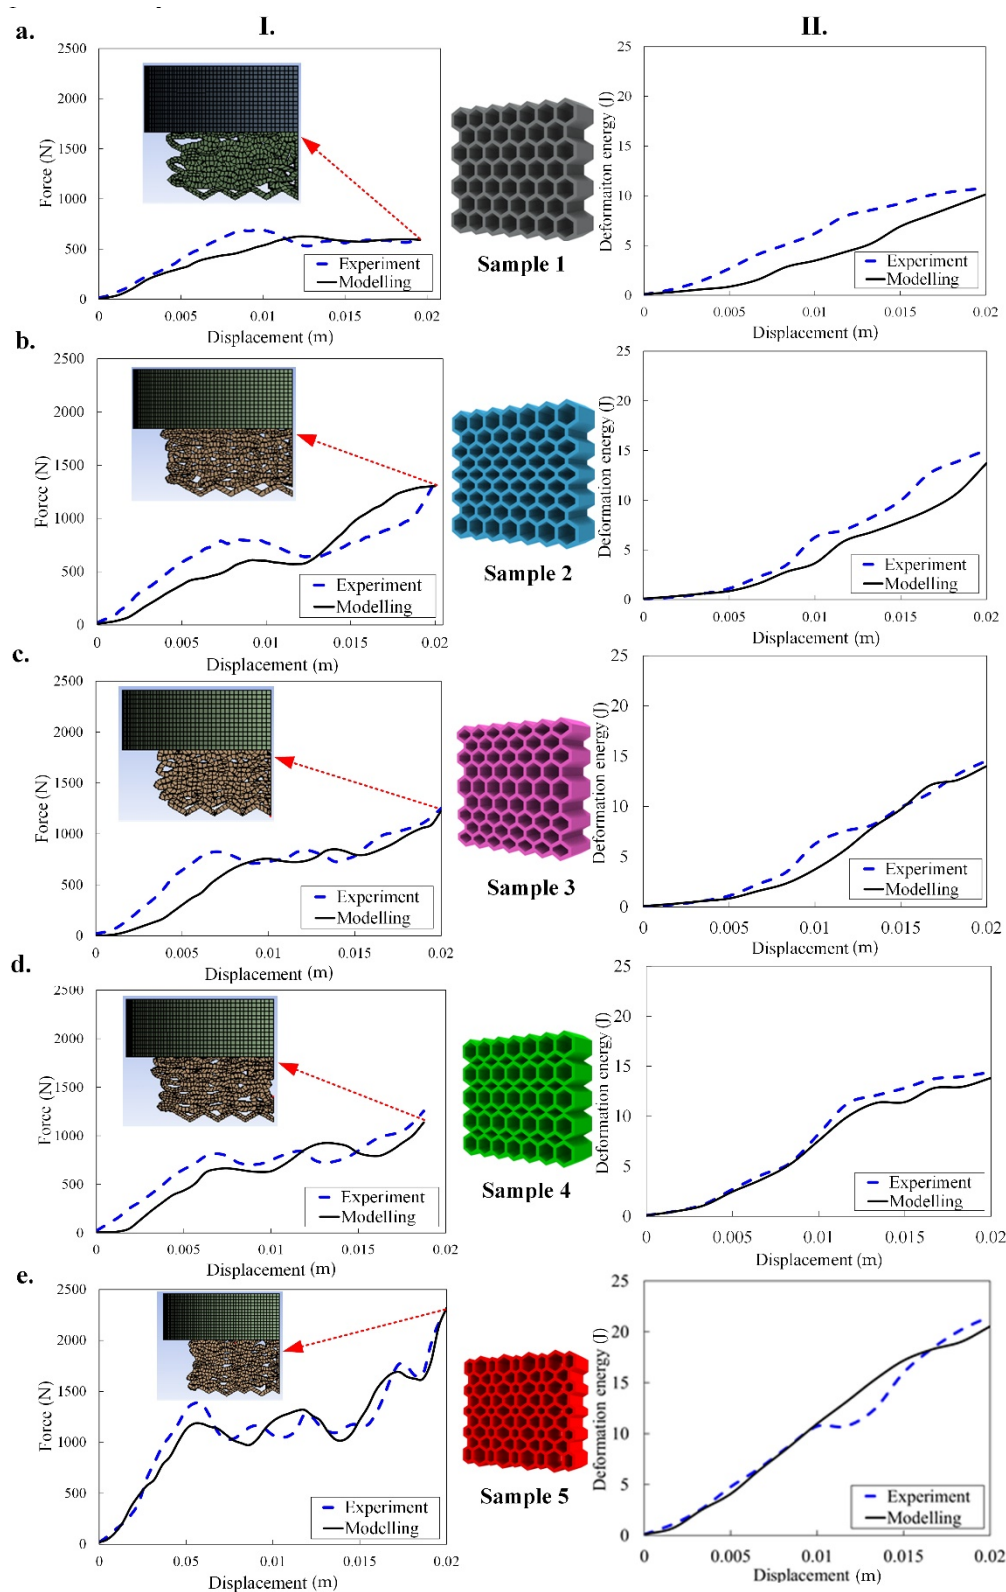 I.
II.
a.
2500
2000
1500
1000
500
0
Force (N)
0
0.005
0.01
0.015
0.02
Displacement (m)
Experiment
Modelling
Sample 1
25
20
15
10
5
0
Deformaiton energy (J)
0
0.005
0.01
0.015
0.02
Displacement (m)
Experiment
Modelling
b.
2500
2000
1500
1000
500
0
Force (N)
0
0.005
0.01
0.015
0.02
Displacement (m)
Experiment
Modelling
Sample 2
25
20
15
10
5
0
Deformation energy (J)
0
0.005
0.01
0.015
0.02
Displacement (m)
Experiment
Modelling
c.
2500
2000
1500
1000
500
0
Force (N)
0
0.005
0.01
0.015
0.02
Displacement (m)
Experiment
Modelling
Sample 3
25
20
15
10
5
0
Deformation energy (J)
0
0.005
0.01
0.015
0.02
Displacement (m)
Experiment
Modelling
d.
2500
2000
1500
1000
500
0
Force (N)
0
0.005
0.01
0.015
0.02
Displacement (m)
Experiment
Modelling
Sample 4
25
20
15
10
5
0
Deformation energy (J)
0
0.005
0.01
0.015
0.02
Displacement (m)
Experiment
Modelling
e.
2500
2000
1500
1000
500
0
Force (N)
0
0.005
0.01
0.015
0.02
Displacement (m)
Experiment
Modelling
Sample 5
25
20
15
10
5
0
Deformation energy (J)
0
0.005
0.01
0.015
0.02
Displacement (m)
Experiment
Modelling